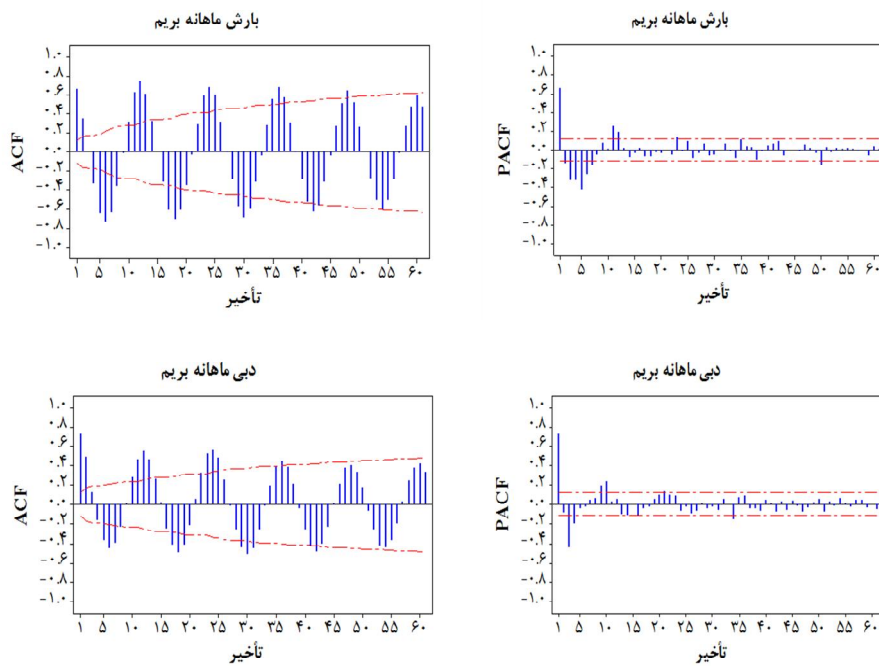 بارش ماهانه بریم
ACF
۱.۰
۰.۸
۰.۶
۰.۴
۰.۲
۰.۰
-۰.۲
-۰.۴
-۰.۶
-۰.۸
-۱.۰
۱ ۵ ۱۰ ۱۵ ۲۰ ۲۵ ۳۰ ۳۵ ۴۰ ۴۵ ۵۰ ۵۵ ۶۰
تأخیر
بارش ماهانه بریم
PACF
۱.۰
۰.۸
۰.۶
۰.۴
۰.۲
۰.۰
-۰.۲
-۰.۴
-۰.۶
-۰.۸
-۱.۰
۱ ۵ ۱۰ ۱۵ ۲۰ ۲۵ ۳۰ ۳۵ ۴۰ ۴۵ ۵۰ ۵۵ ۶۰
تأخیر
دبی ماهانه بریم
ACF
۱.۰
۰.۸
۰.۶
۰.۴
۰.۲
۰.۰
-۰.۲
-۰.۴
-۰.۶
-۰.۸
-۱.۰
۱ ۵ ۱۰ ۱۵ ۲۰ ۲۵ ۳۰ ۳۵ ۴۰ ۴۵ ۵۰ ۵۵ ۶۰
تأخیر
دبی ماهانه بریم
PACF
۱.۰
۰.۸
۰.۶
۰.۴
۰.۲
۰.۰
-۰.۲
-۰.۴
-۰.۶
-۰.۸
-۱.۰
۱ ۵ ۱۰ ۱۵ ۲۰ ۲۵ ۳۰ ۳۵ ۴۰ ۴۵ ۵۰ ۵۵ ۶۰
تأخیر